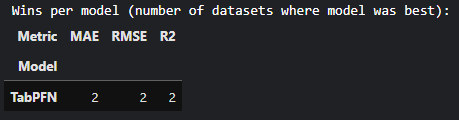 Wins per model (number of datasets where model was best):
Metric MAE RMSE R2
Model
TabPFN 2 2 2